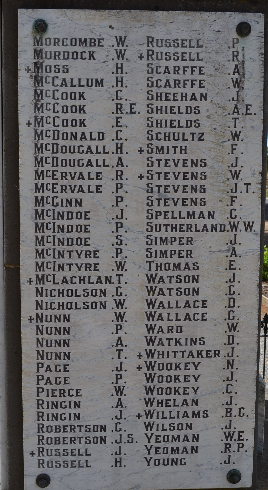 MORCOMBE .W.
MURDOCK .W.
+MOSS .H.
McCALLUM .H.
McCOOK .C.
McCOOK .R.E.
+McCOOK .E.
McDONALD .C.
McDOUGALL .H.
McDOUGALL .A.
McERVALE .R.
McERVALE .P.
McGINN .P.
McINDOE .J.
McINDOE .P.
McINDOE .S.
McINTYRE .P.
McINTYRE .W.
+McLACHLAN .T.
NICHOLSON .G.
NICHOLSON .W.
+NUNN .W.
NUNN .P.
NUNN .A.
NUNN .T.
PAGE .J.
PAGE .P.
PIERCE .W.
RINGIN .A.
RINGIN .J.
ROBERTSON .G.
ROBERTSON .J.S.
+RUSSELL .J.
RUSSELL .H.
RUSSELL .P.
+RUSSELL .R.
SCARFFE .A.
SCARFFE .W.
SHEEHAN .J.
SHIELDS .A.E.
SHIELDS .T.
SCHULTZ .W.
+SMITH .F.
STEVENS .J.
+STEVENS .W.
STEVENS .J.T.
STEVENS .F.
SPELLMAN .C.
SUTHERLAND .W.W.
SIMPER .J.
SIMPER .A.
THOMAS .E.
WATSON .J.
WATSON .G.
WALLACE .D.
WALLACE .G.
WARD .W.
WATKINS .D.
+WHITTAKER .J.
+WOOKEY .N.
WOOKEY .J.
WOOKEY .C.
WHELAN .J.
+WILLIAMS .B.G.
WILSON .J.
YEOMAN .W.E.
YEOMAN .R.P.
YOUNG .J.